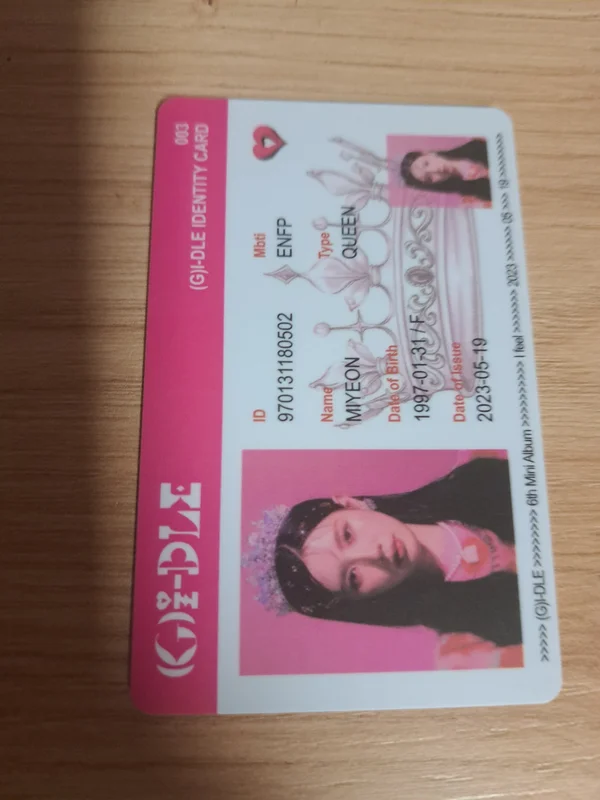 (G)I-DLE
(G)I-DLE IDENTITY CARD
003
ID
970131180502
Mbti
ENFP
Name
MIYEON
Type
QUEEN
Date of Birth
1997-01-31 / F
Date of Issue
2023-05-19
>>>>> (G)I-DLE >>>>>>>>> 6th Mini Album >>>>>>>>>>> I feel >>>>>>>>> 2023 >>>>>> 05 >>> 19 >>>>>>>>>